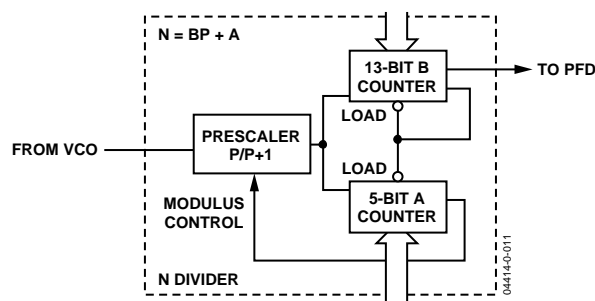 N = BP + A
13-BIT B
COUNTER
TO PFD
LOAD
FROM VCO
PRESCALER
P/P+1
LOAD
MODULUS
CONTROL
5-BIT A
COUNTER
N DIVIDER
04414-0-011